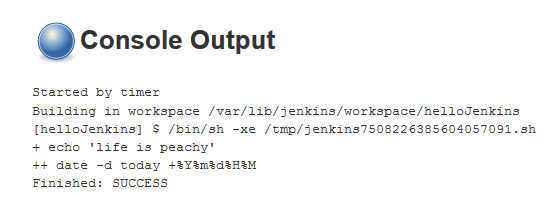 Console Output
Started by timer
Building in workspace /var/lib/jenkins/workspace/helloJenkins
[helloJenkins] $ /bin/sh -xe /tmp/jenkins7508226385604057091.sh
+ echo 'life is peachy'
++ date -d today +%Y%m%d%H%M
Finished: SUCCESS